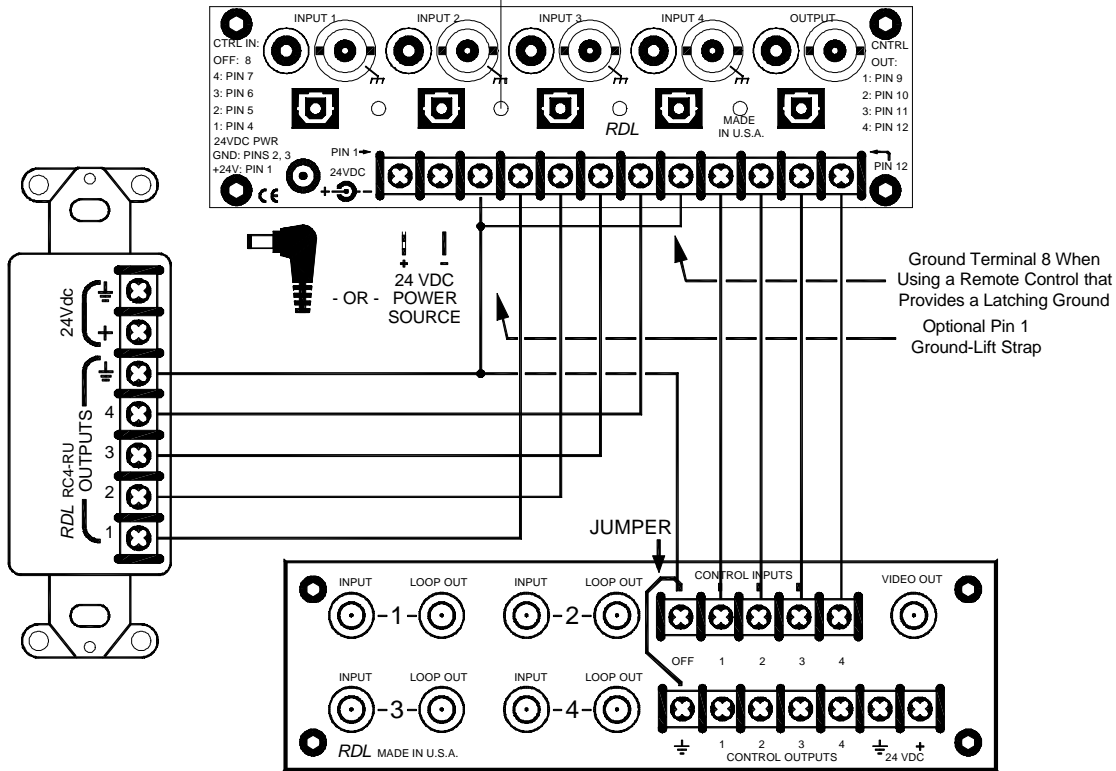 INPUT 1 INPUT 2 INPUT 3 INPUT 4 OUTPUT
CTRL IN:
OFF: 8
4: PIN 7
3: PIN 6
2: PIN 5
1: PIN 4
24VDC PWR
GND: PINS 2, 3
+24V: PIN 1
CNTRL
OUT:
1: PIN 9
2: PIN 10
3: PIN 11
4: PIN 12
RDL
MADE
IN U.S.A.
PIN 1
PIN 12
CE
24VDC
+ -
+ -
- OR -
24 VDC
POWER
SOURCE
Ground Terminal 8 When
Using a Remote Control that
Provides a Latching Ground
Optional Pin 1
Ground-Lift Strap
24Vdc
+
RDL RC4-RU
OUTPUTS
4
3
2
1
JUMPER
INPUT LOOP OUT INPUT LOOP OUT CONTROL INPUTS VIDEO OUT
-1- -2-
OFF 1 2 3 4
INPUT LOOP OUT INPUT LOOP OUT
-3- -4-
1 2 3 4 +
CONTROL OUTPUTS 24 VDC
RDL MADE IN U.S.A.